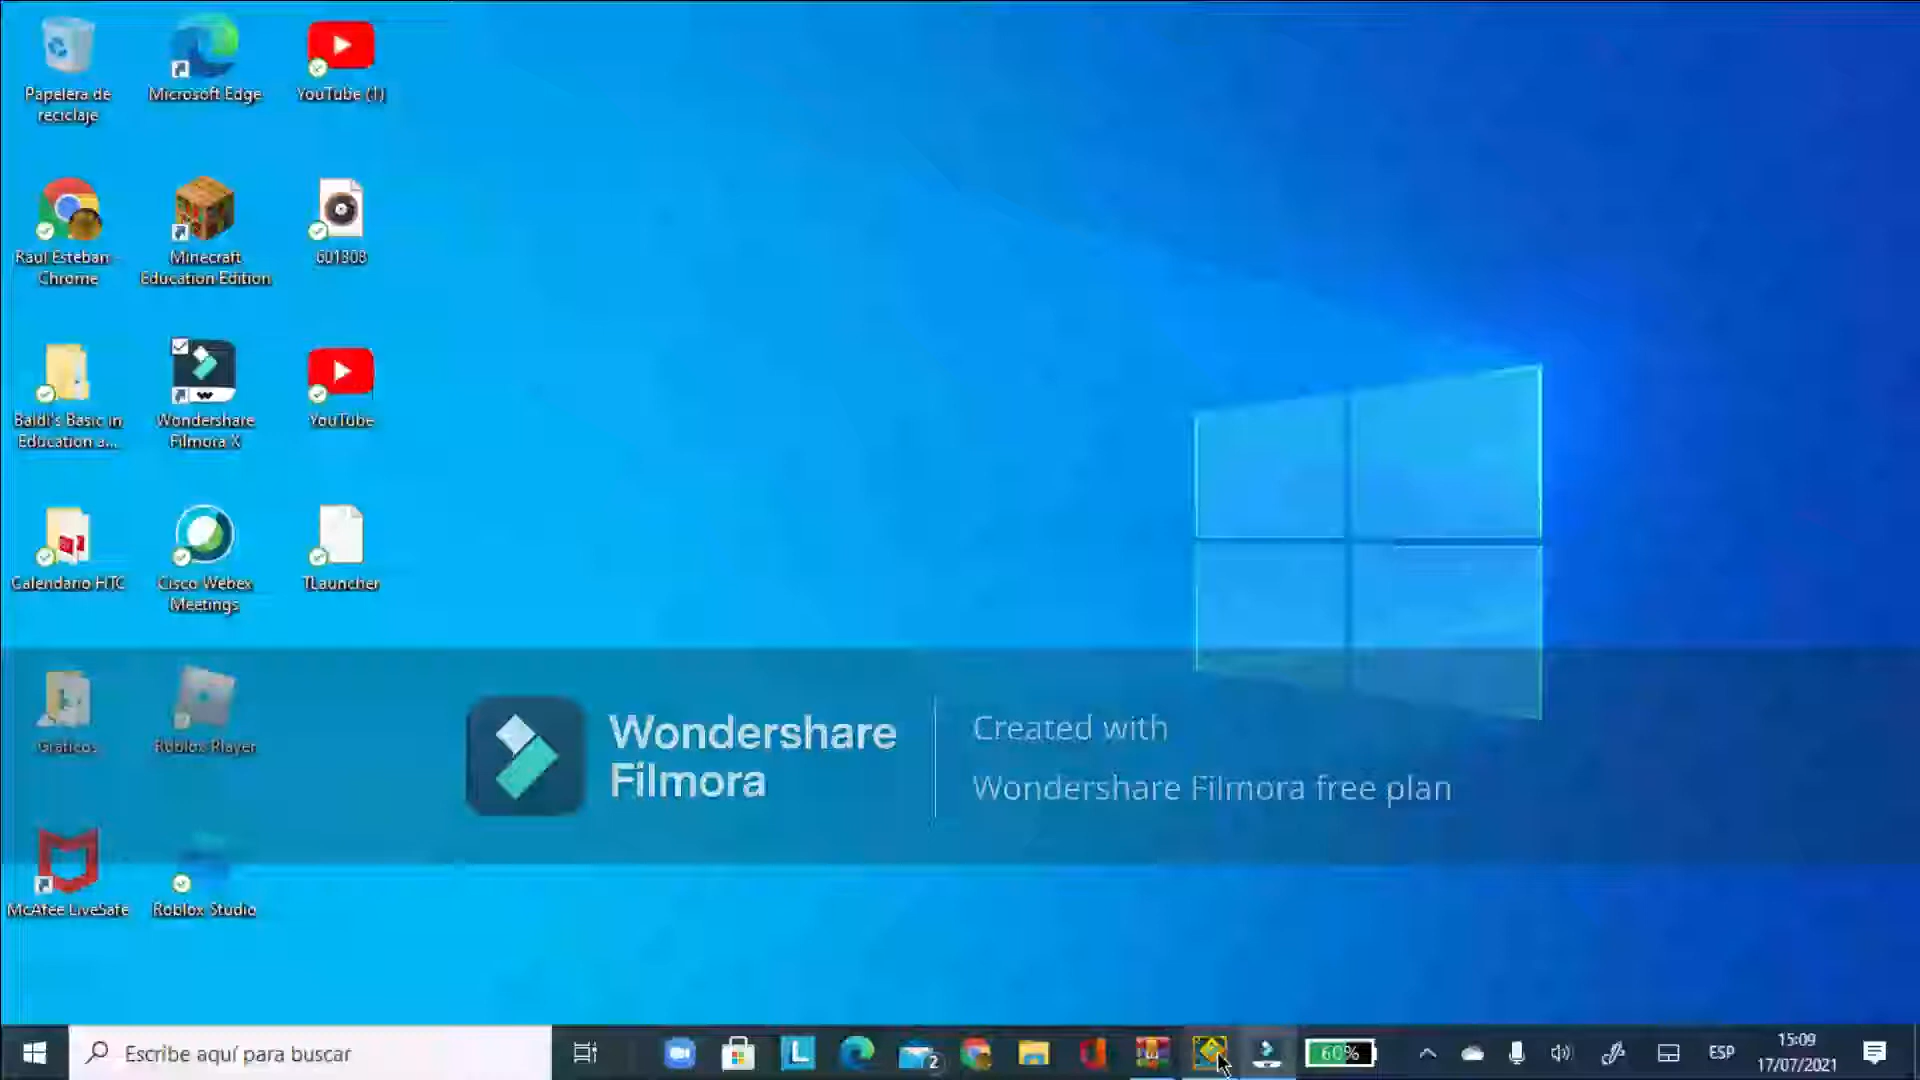 Papelera de
reciclaje
Microsoft Edge
YouTube (1)
Raul Esteban -
Chrome
Minecraft
Education Edition
601808
Baldi's Basic in
Education a...
Wondershare
Filmora X
YouTube
Calendario HTC
Cisco Webex
Meetings
TLauncher
Graficos
Roblox Player
Wondershare
Filmora
Created with
Wondershare Filmora free plan
McAfee LiveSafe
Roblox Studio
Escribe aquí para buscar
L
2
60%
ESP
15:09
17/07/2021